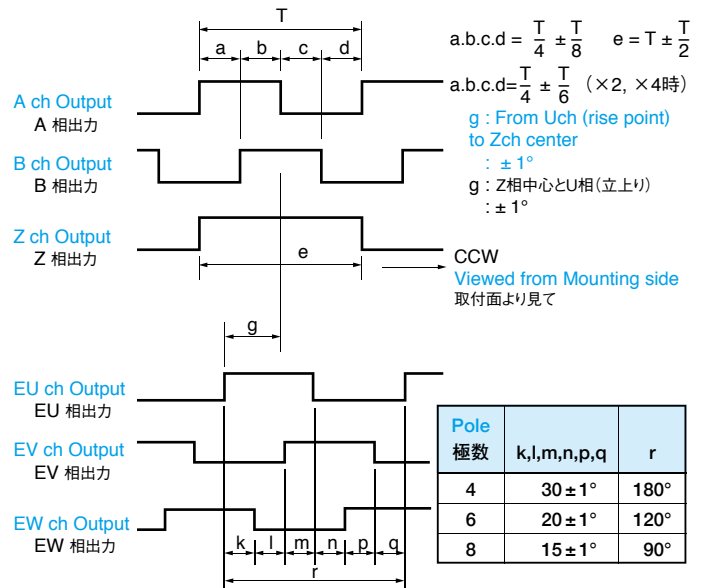 T
a b c d
a.b.c.d = T/4 ± T/8 e = T ± T/2
a.b.c.d=T/4 ± T/6 (×2, ×4時)
A ch Output
A 相出力
g : From Uch (rise point)
to Zch center
: ± 1°
g : Z相中心とU相(立上り)
: ± 1°
B ch Output
B 相出力
Z ch Output
Z 相出力
e
CCW
Viewed from Mounting side
取付面より見て
g
EU ch Output
EU 相出力
EV ch Output
EV 相出力
EW ch Output
EW 相出力
k l m n p q
r
Pole
極数 k,l,m,n,p,q r
4 30±1° 180°
6 20±1° 120°
8 15±1° 90°